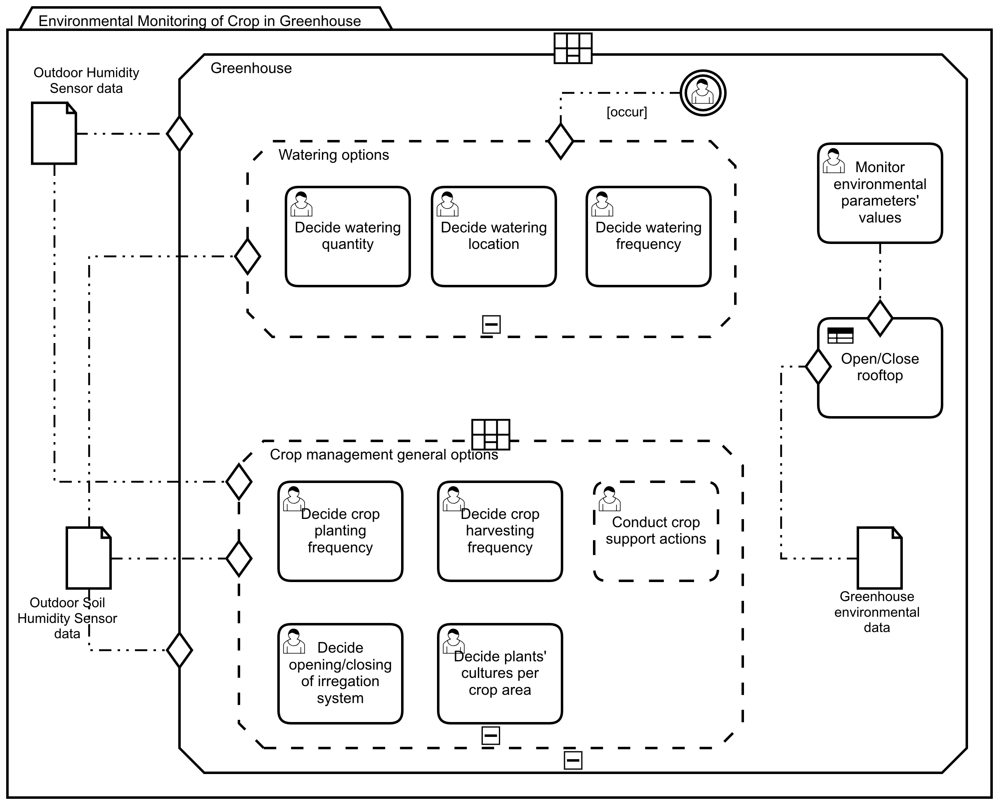 Environmental Monitoring of Crop in Greenhouse
Outdoor Humidity
Sensor data
Greenhouse
[occur]
Watering options
Decide watering
quantity
Decide watering
location
Decide watering
frequency
Monitor
environmental
parameters'
values
Open/Close
rooftop
Crop management general options
Decide crop
planting
frequency
Decide crop
harvesting
frequency
Conduct crop
support actions
Decide
opening/closing
of irregation
system
Decide plants'
cultures per
crop area
Outdoor Soil
Humidity Sensor
data
Greenhouse
environmental
data